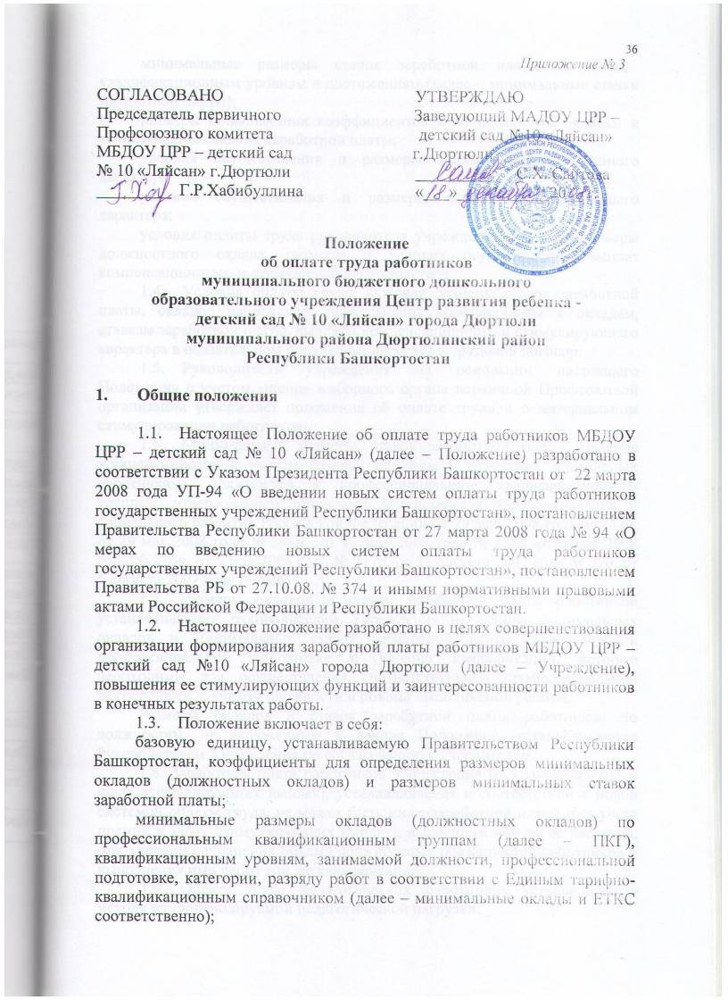 36
Приложение № 3
СОГЛАСОВАНО
Председатель первичного
Профсоюзного комитета
МБДОУ ЦРР – детский сад
№ 10 «Ляйсан» г.Дюртюли
Г.Р.Хабибуллина
УТВЕРЖДАЮ
Заведующий МАДОУ ЦРР –
детский сад №10 «Ляйсан»
г.Дюртюли
С.Х.
« »
Положение
об оплате труда работников
муниципального бюджетного дошкольного
образовательного учреждения Центр развития ребенка -
детский сад № 10 «Ляйсан» города Дюртюли
муниципального района Дюртюлинский район
Республики Башкортостан
1. Общие положения
1.1. Настоящее Положение об оплате труда работников МБДОУ
ЦРР – детский сад № 10 «Ляйсан» (далее – Положение) разработано в
соответствии с Указом Президента Республики Башкортостан от 22 марта
2008 года УП-94 «О введении новых систем оплаты труда работников
государственных учреждений Республики Башкортостан», постановлением
Правительства Республики Башкортостан от 27 марта 2008 года № 94 «О
мерах по введению новых систем оплаты труда работников
государственных учреждений Республики Башкортостан», постановлением
Правительства РБ от 27.10.08. № 374 и иными нормативными правовыми
актами Российской Федерации и Республики Башкортостан.
1.2. Настоящее положение разработано в целях совершенствования
организации формирования заработной платы работников МБДОУ ЦРР –
детский сад №10 «Ляйсан» города Дюртюли (далее – Учреждение),
повышения ее стимулирующих функций и заинтересованности работников
в конечных результатах работы.
1.3. Положение включает в себя:
базовую единицу, устанавливаемую Правительством Республики
Башкортостан, коэффициенты для определения размеров минимальных
окладов (должностных окладов) и размеров минимальных ставок
заработной платы;
минимальные размеры окладов (должностных окладов) по
профессиональным квалификационным группам (далее – ПКГ),
квалификационным уровням, занимаемой должности, профессиональной
подготовке, категории, разряду работ в соответствии с Единым тарифно-
квалификационным справочником (далее – минимальные оклады и ЕТКС
соответственно);